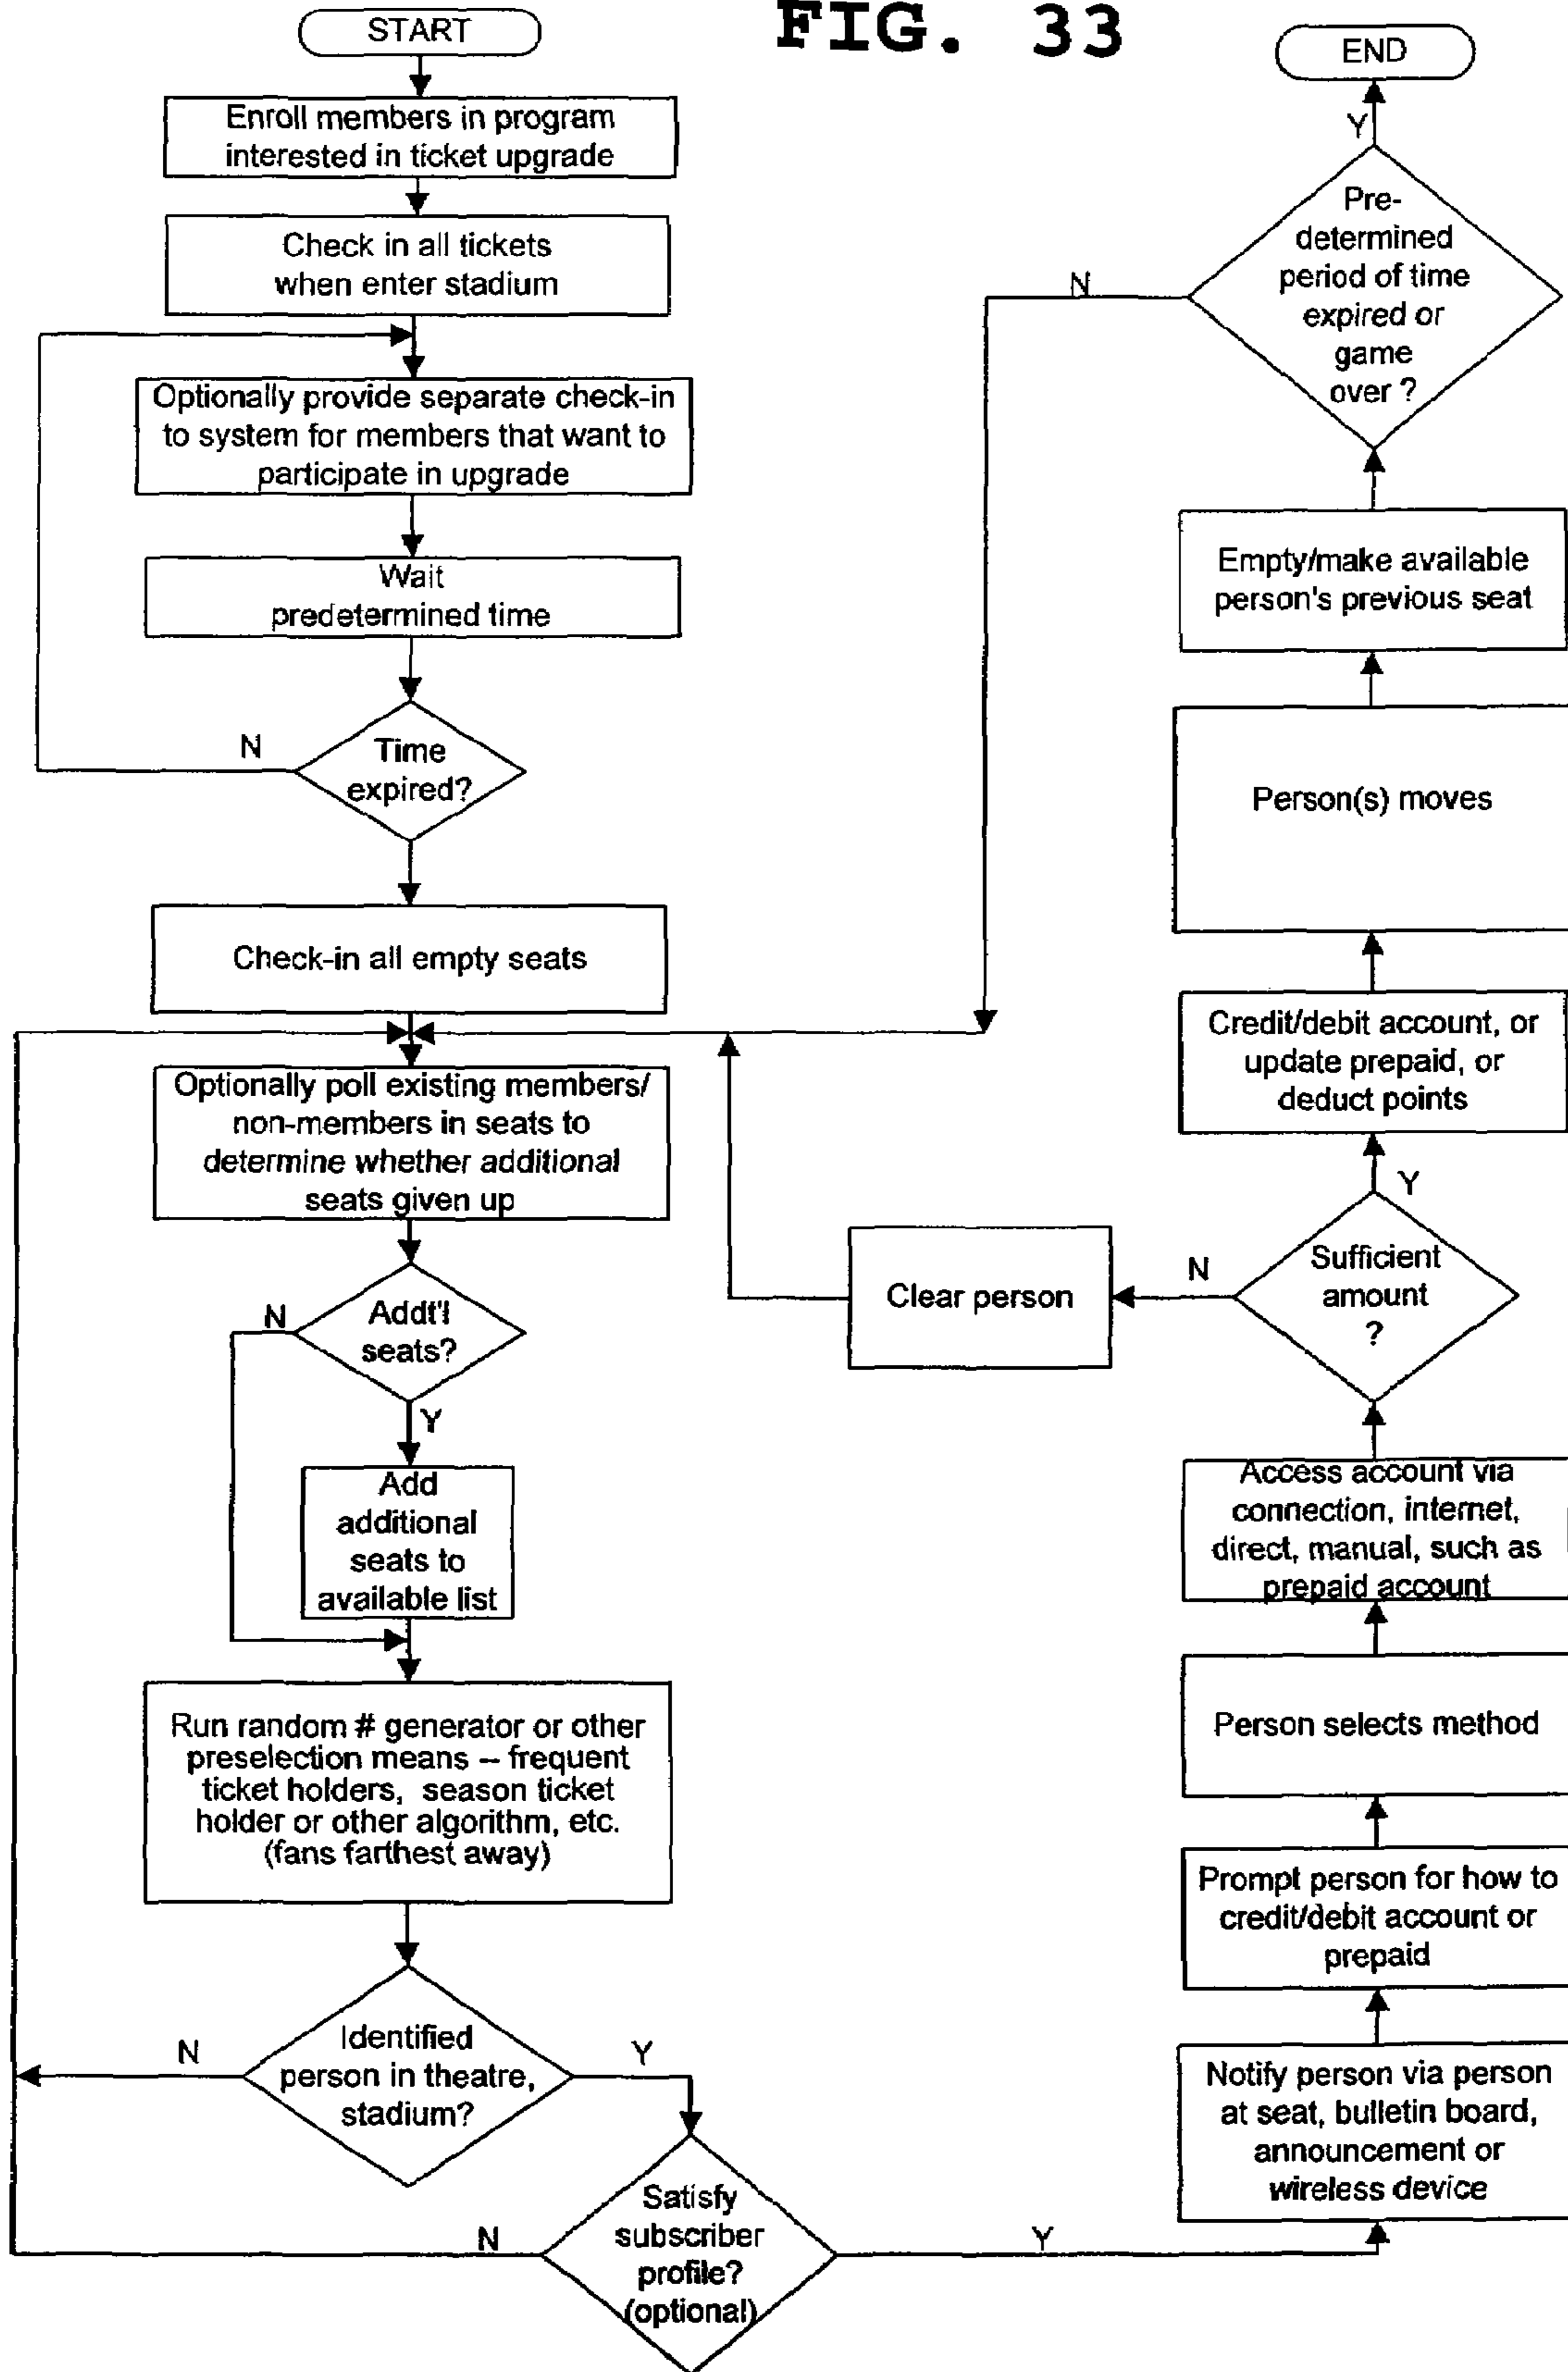 FIG. 33
START
Enroll members in program
interested in ticket upgrade
Check in all tickets
when enter stadium
Optionally provide separate check-in
to system for members that want to
participate in upgrade
Wait
predetermined time
N
Time
expired?
Check-in all empty seats
Optionally poll existing members/
non-members in seats to
determine whether additional
seats given up
N
Addt'l
seats?
Y
Add
additional
seats to
available list
Run random # generator or other
preselection means – frequent
ticket holders, season ticket
holder or other algorithm, etc.
(fans farthest away)
N
Identified
person in theatre,
stadium?
Y
N
Satisfy
subscriber
profile?
(optional)
Y
Notify person via person
at seat, bulletin board,
announcement or
wireless device
Prompt person for how to
credit/debit account or
prepaid
Person selects method
Access account via
connection, internet,
direct, manual, such as
prepaid account
Sufficient
amount
?
N
Clear person
Y
Credit/debit account, or
update prepaid, or
deduct points
Person(s) moves
Empty/make available
person's previous seat
Pre-
determined
period of time
expired or
game
over ?
N
Y
END